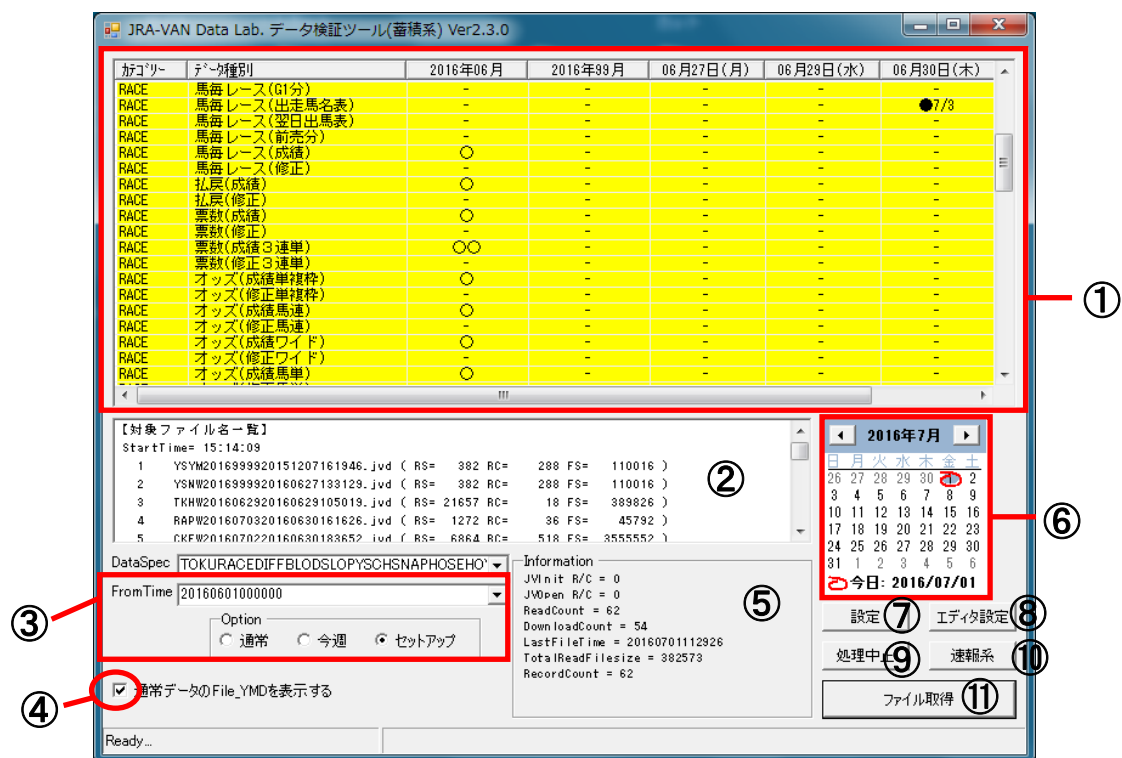 JRA-VAN Data Lab. データ検証ツール(蓄積系) Ver2.3.0
ｶﾃｺﾞﾘｰ ﾃﾞｰﾀ種別 2016年06月 2016年99月 06月27日(月) 06月29日(水) 06月30日(木)
RACE 馬毎レース(G1分) - - - - -
RACE 馬毎レース(出走馬名表) - - - - ●7/3
RACE 馬毎レース(翌日出馬表) - - - - -
RACE 馬毎レース(前売分) - - - - -
RACE 馬毎レース(成績) ○ - - - -
RACE 馬毎レース(修正) - - - - -
RACE 払戻(成績) ○ - - - -
RACE 払戻(修正) - - - - -
RACE 票数(成績) ○ - - - -
RACE 票数(修正) - - - - -
RACE 票数(成績３連単) ○○ - - - -
RACE 票数(修正３連単) - - - - -
RACE オッズ(成績単複枠) ○ - - - -
RACE オッズ(修正単複枠) - - - - -
RACE オッズ(成績馬連) ○ - - - -
RACE オッズ(修正馬連) - - - - -
RACE オッズ(成績ワイド) ○ - - - -
RACE オッズ(修正ワイド) - - - - -
RACE オッズ(成績馬単) ○ - - - -
①
【対象ファイル名一覧】
StartTime= 15:14:09
1 YSYM2016999920151207161946.jvd ( RS= 382 RC= 288 FS= 110016 )
2 YSNW2016999920160627133129.jvd ( RS= 382 RC= 288 FS= 110016 )
3 TKHW2016062920160629105019.jvd ( RS= 21657 RC= 18 FS= 389826 )
4 RAPW2016070320160630161626.jvd ( RS= 1272 RC= 36 FS= 45792 )
5 CKFW2016070220160630183652.jvd ( RS= 6864 RC= 518 FS= 3555552 )
②
2016年7月
日 月 火 水 木 金 土
26 27 28 29 30 1 2
3 4 5 6 7 8 9
10 11 12 13 14 15 16
17 18 19 20 21 22 23
24 25 26 27 28 29 30
31 1 2 3 4 5 6
今日: 2016/07/01
⑥
DataSpec TOKURACEDIFFBLODSLOPYSCHSNAPHOSEHO
FromTime 20160601000000
Option
通常 今週 セットアップ
③
通常データのFile_YMDを表示する
④
Information
JVInit R/C = 0
JVOpen R/C = 0
ReadCount = 62
DownloadCount = 54
LastFileTime = 20160701112926
TotalReadFilesize = 382573
RecordCount = 62
⑤
設定 ⑦ エディタ設定 ⑧
処理中止 ⑨ 速報系 ⑩
ファイル取得 ⑪
Ready...